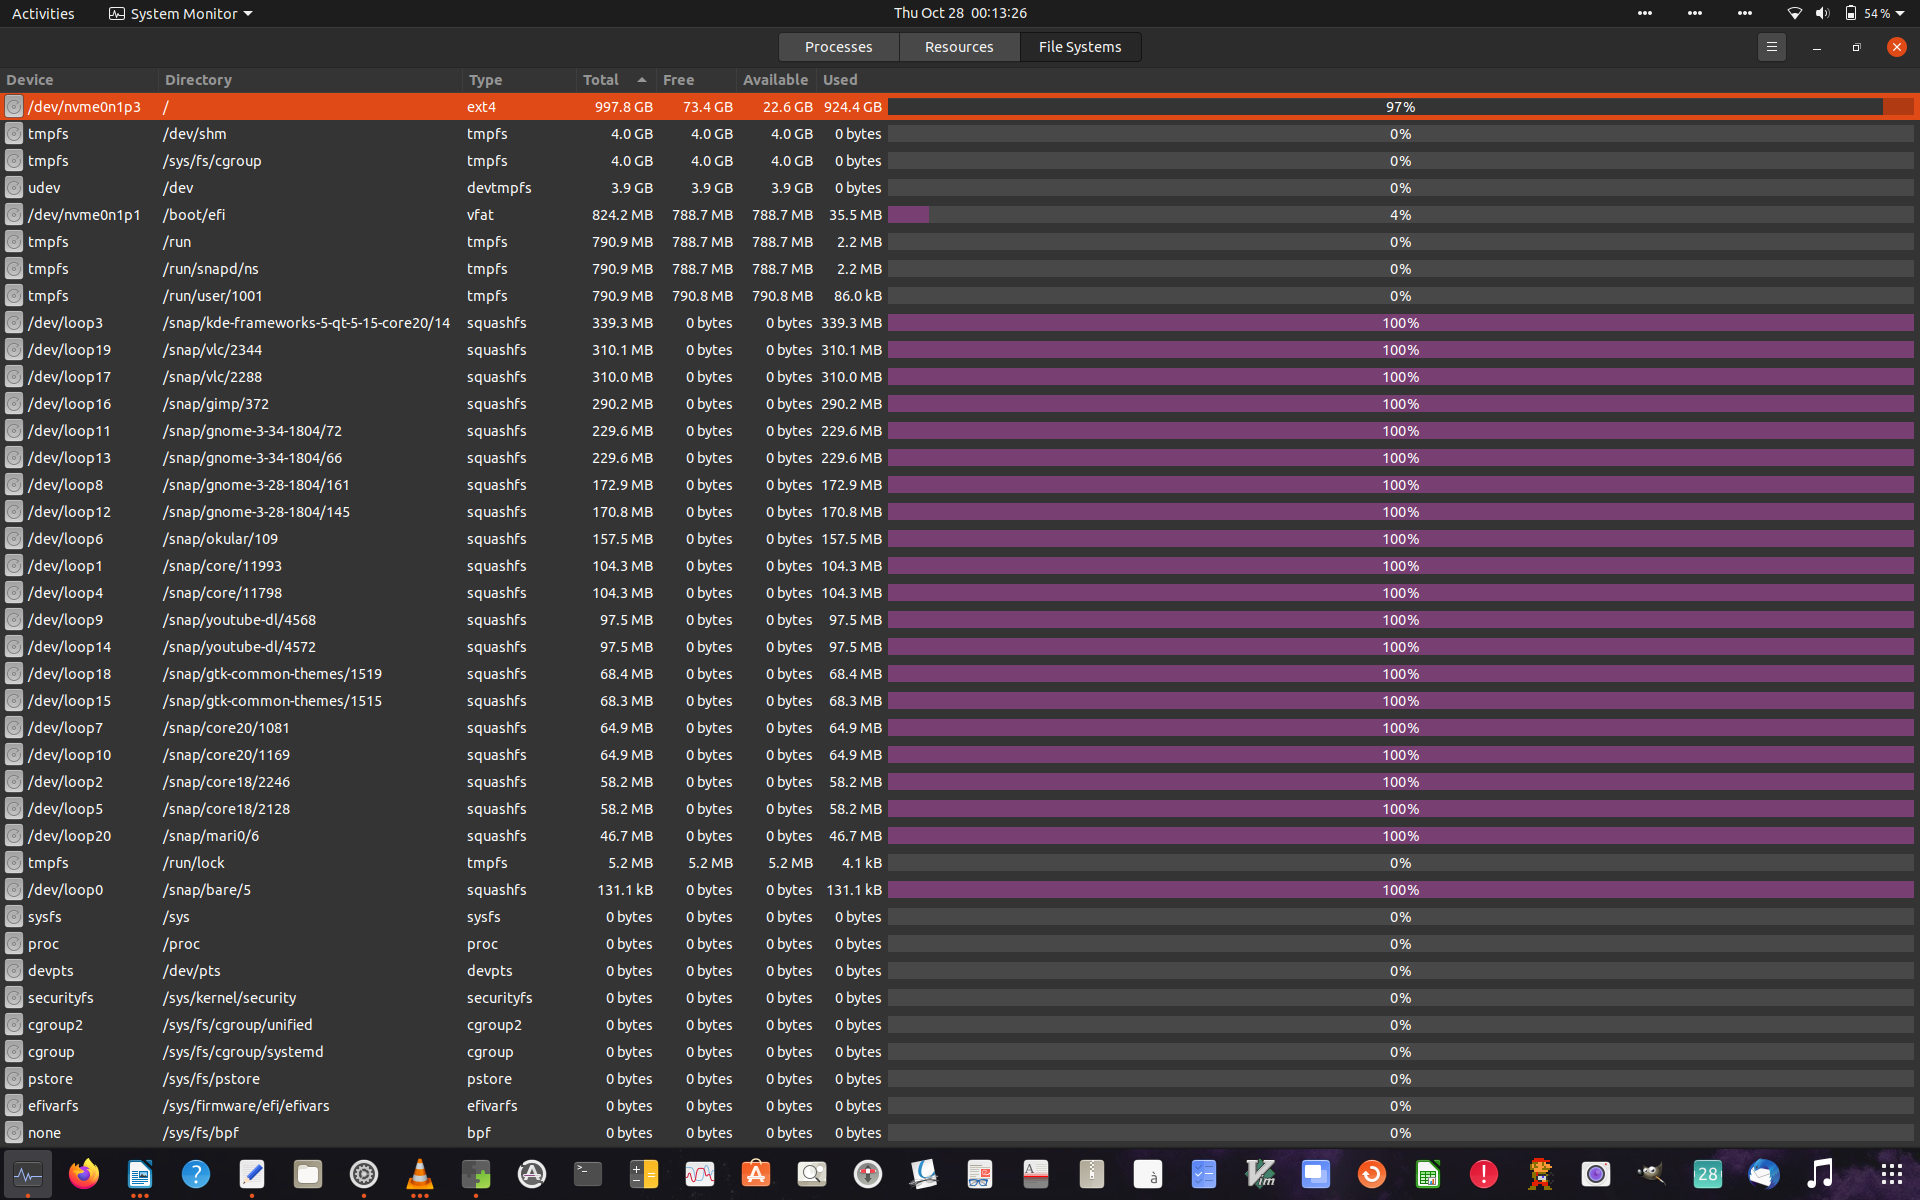 Activities System Monitor Thu Oct 28 00:13:26 54 %
Processes Resources File Systems
Device Directory Type Total Free Available Used
/dev/nvme0n1p3 / ext4 997.8 GB 73.4 GB 22.6 GB 924.4 GB 97%
tmpfs /dev/shm tmpfs 4.0 GB 4.0 GB 4.0 GB 0 bytes 0%
tmpfs /sys/fs/cgroup tmpfs 4.0 GB 4.0 GB 4.0 GB 0 bytes 0%
udev /dev devtmpfs 3.9 GB 3.9 GB 3.9 GB 0 bytes 0%
/dev/nvme0n1p1 /boot/efi vfat 824.2 MB 788.7 MB 788.7 MB 35.5 MB 4%
tmpfs /run tmpfs 790.9 MB 788.7 MB 788.7 MB 2.2 MB 0%
tmpfs /run/snapd/ns tmpfs 790.9 MB 788.7 MB 788.7 MB 2.2 MB 0%
tmpfs /run/user/1001 tmpfs 790.9 MB 790.8 MB 790.8 MB 86.0 kB 0%
/dev/loop3 /snap/kde-frameworks-5-qt-5-15-core20/14 squashfs 339.3 MB 0 bytes 0 bytes 339.3 MB 100%
/dev/loop19 /snap/vlc/2344 squashfs 310.1 MB 0 bytes 0 bytes 310.1 MB 100%
/dev/loop17 /snap/vlc/2288 squashfs 310.0 MB 0 bytes 0 bytes 310.0 MB 100%
/dev/loop16 /snap/gimp/372 squashfs 290.2 MB 0 bytes 0 bytes 290.2 MB 100%
/dev/loop11 /snap/gnome-3-34-1804/72 squashfs 229.6 MB 0 bytes 0 bytes 229.6 MB 100%
/dev/loop13 /snap/gnome-3-34-1804/66 squashfs 229.6 MB 0 bytes 0 bytes 229.6 MB 100%
/dev/loop8 /snap/gnome-3-28-1804/161 squashfs 172.9 MB 0 bytes 0 bytes 172.9 MB 100%
/dev/loop12 /snap/gnome-3-28-1804/145 squashfs 170.8 MB 0 bytes 0 bytes 170.8 MB 100%
/dev/loop6 /snap/okular/109 squashfs 157.5 MB 0 bytes 0 bytes 157.5 MB 100%
/dev/loop1 /snap/core/11993 squashfs 104.3 MB 0 bytes 0 bytes 104.3 MB 100%
/dev/loop4 /snap/core/11798 squashfs 104.3 MB 0 bytes 0 bytes 104.3 MB 100%
/dev/loop9 /snap/youtube-dl/4568 squashfs 97.5 MB 0 bytes 0 bytes 97.5 MB 100%
/dev/loop14 /snap/youtube-dl/4572 squashfs 97.5 MB 0 bytes 0 bytes 97.5 MB 100%
/dev/loop18 /snap/gtk-common-themes/1519 squashfs 68.4 MB 0 bytes 0 bytes 68.4 MB 100%
/dev/loop15 /snap/gtk-common-themes/1515 squashfs 68.3 MB 0 bytes 0 bytes 68.3 MB 100%
/dev/loop7 /snap/core20/1081 squashfs 64.9 MB 0 bytes 0 bytes 64.9 MB 100%
/dev/loop10 /snap/core20/1169 squashfs 64.9 MB 0 bytes 0 bytes 64.9 MB 100%
/dev/loop2 /snap/core18/2246 squashfs 58.2 MB 0 bytes 0 bytes 58.2 MB 100%
/dev/loop5 /snap/core18/2128 squashfs 58.2 MB 0 bytes 0 bytes 58.2 MB 100%
/dev/loop20 /snap/mari0/6 squashfs 46.7 MB 0 bytes 0 bytes 46.7 MB 100%
tmpfs /run/lock tmpfs 5.2 MB 5.2 MB 5.2 MB 4.1 kB 0%
/dev/loop0 /snap/bare/5 squashfs 131.1 kB 0 bytes 0 bytes 131.1 kB 100%
sysfs /sys sysfs 0 bytes 0 bytes 0 bytes 0 bytes 0%
proc /proc proc 0 bytes 0 bytes 0 bytes 0 bytes 0%
devpts /dev/pts devpts 0 bytes 0 bytes 0 bytes 0 bytes 0%
securityfs /sys/kernel/security securityfs 0 bytes 0 bytes 0 bytes 0 bytes 0%
cgroup2 /sys/fs/cgroup/unified cgroup2 0 bytes 0 bytes 0 bytes 0 bytes 0%
cgroup /sys/fs/cgroup/systemd cgroup 0 bytes 0 bytes 0 bytes 0 bytes 0%
pstore /sys/fs/pstore pstore 0 bytes 0 bytes 0 bytes 0 bytes 0%
efivarfs /sys/firmware/efi/efivars efivarfs 0 bytes 0 bytes 0 bytes 0 bytes 0%
none /sys/fs/bpf bpf 0 bytes 0 bytes 0 bytes 0 bytes 0%
? >_ A à Vim ! 28